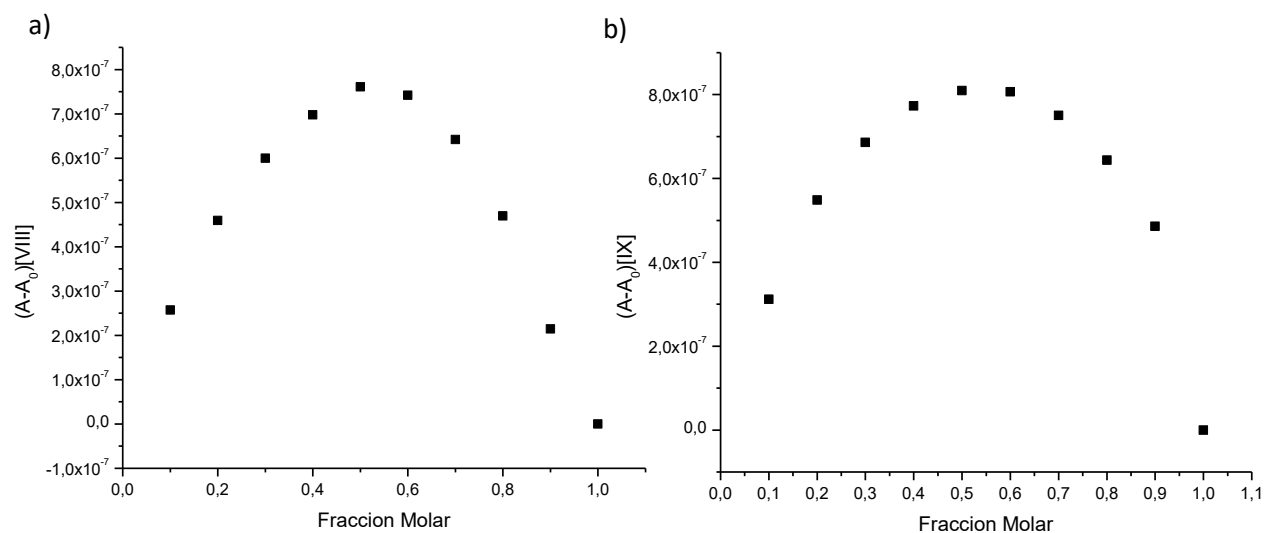 a)
(A-A₀)[VIII]
8,0x10⁻⁷
7,0x10⁻⁷
6,0x10⁻⁷
5,0x10⁻⁷
4,0x10⁻⁷
3,0x10⁻⁷
2,0x10⁻⁷
1,0x10⁻⁷
0,0
-1,0x10⁻⁷
0,0 0,2 0,4 0,6 0,8 1,0
Fraccion Molar
b)
(A-A₀)[IX]
8,0x10⁻⁷
6,0x10⁻⁷
4,0x10⁻⁷
2,0x10⁻⁷
0,0
0,0 0,1 0,2 0,3 0,4 0,5 0,6 0,7 0,8 0,9 1,0 1,1
Fraccion Molar